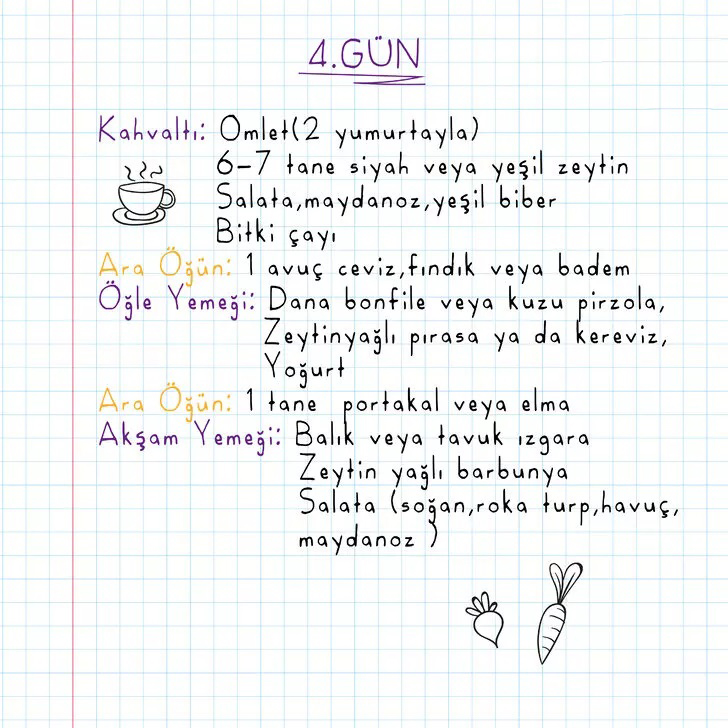 4.GÜN
Kahvaltı: Omlet(2 yumurtayla)
6-7 tane siyah veya yeşil zeytin
Salata,maydanoz,yeşil biber
Bitki çayı
Ara Öğün: 1 avuç ceviz,fındık veya badem
Öğle Yemeği: Dana bonfile veya kuzu pirzola,
Zeytinyağlı pırasa ya da kereviz,
Yoğurt
Ara Öğün: 1 tane portakal veya elma
Akşam Yemeği: Balık veya tavuk ızgara
Zeytin yağlı barbunya
Salata (soğan,roka turp,havuç,
maydanoz )